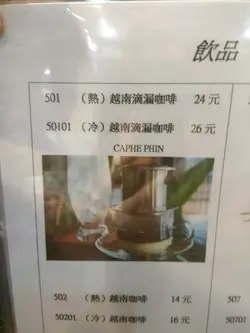 飲品
501 （熱）越南滴漏咖啡 24 元
50101 （冷）越南滴漏咖啡 26 元
CAPHE PHIN
502 （熱）越南咖啡 14 元 507
50201 （冷）越南咖啡 16 元 50701